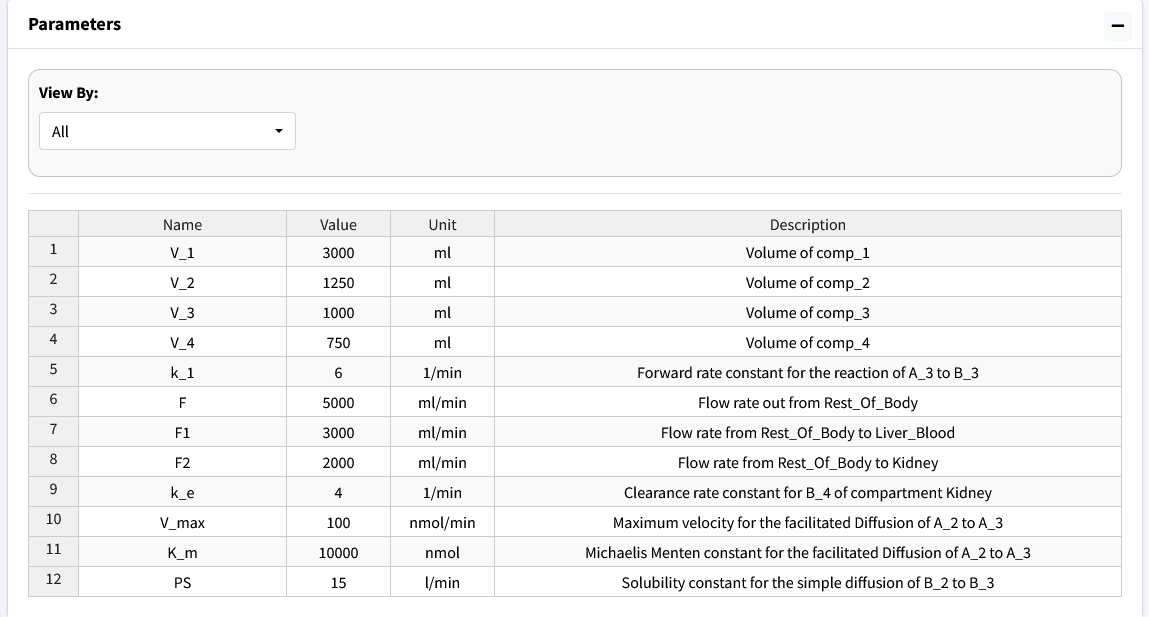 Parameters
View By:
All
Name Value Unit Description
1 V_1 3000 ml Volume of comp_1
2 V_2 1250 ml Volume of comp_2
3 V_3 1000 ml Volume of comp_3
4 V_4 750 ml Volume of comp_4
5 k_1 6 1/min Forward rate constant for the reaction of A_3 to B_3
6 F 5000 ml/min Flow rate out from Rest_Of_Body
7 F1 3000 ml/min Flow rate from Rest_Of_Body to Liver_Blood
8 F2 2000 ml/min Flow rate from Rest_Of_Body to Kidney
9 k_e 4 1/min Clearance rate constant for B_4 of compartment Kidney
10 V_max 100 nmol/min Maximum velocity for the facilitated Diffusion of A_2 to A_3
11 K_m 10000 nmol Michaelis Menten constant for the facilitated Diffusion of A_2 to A_3
12 PS 15 l/min Solubility constant for the simple diffusion of B_2 to B_3